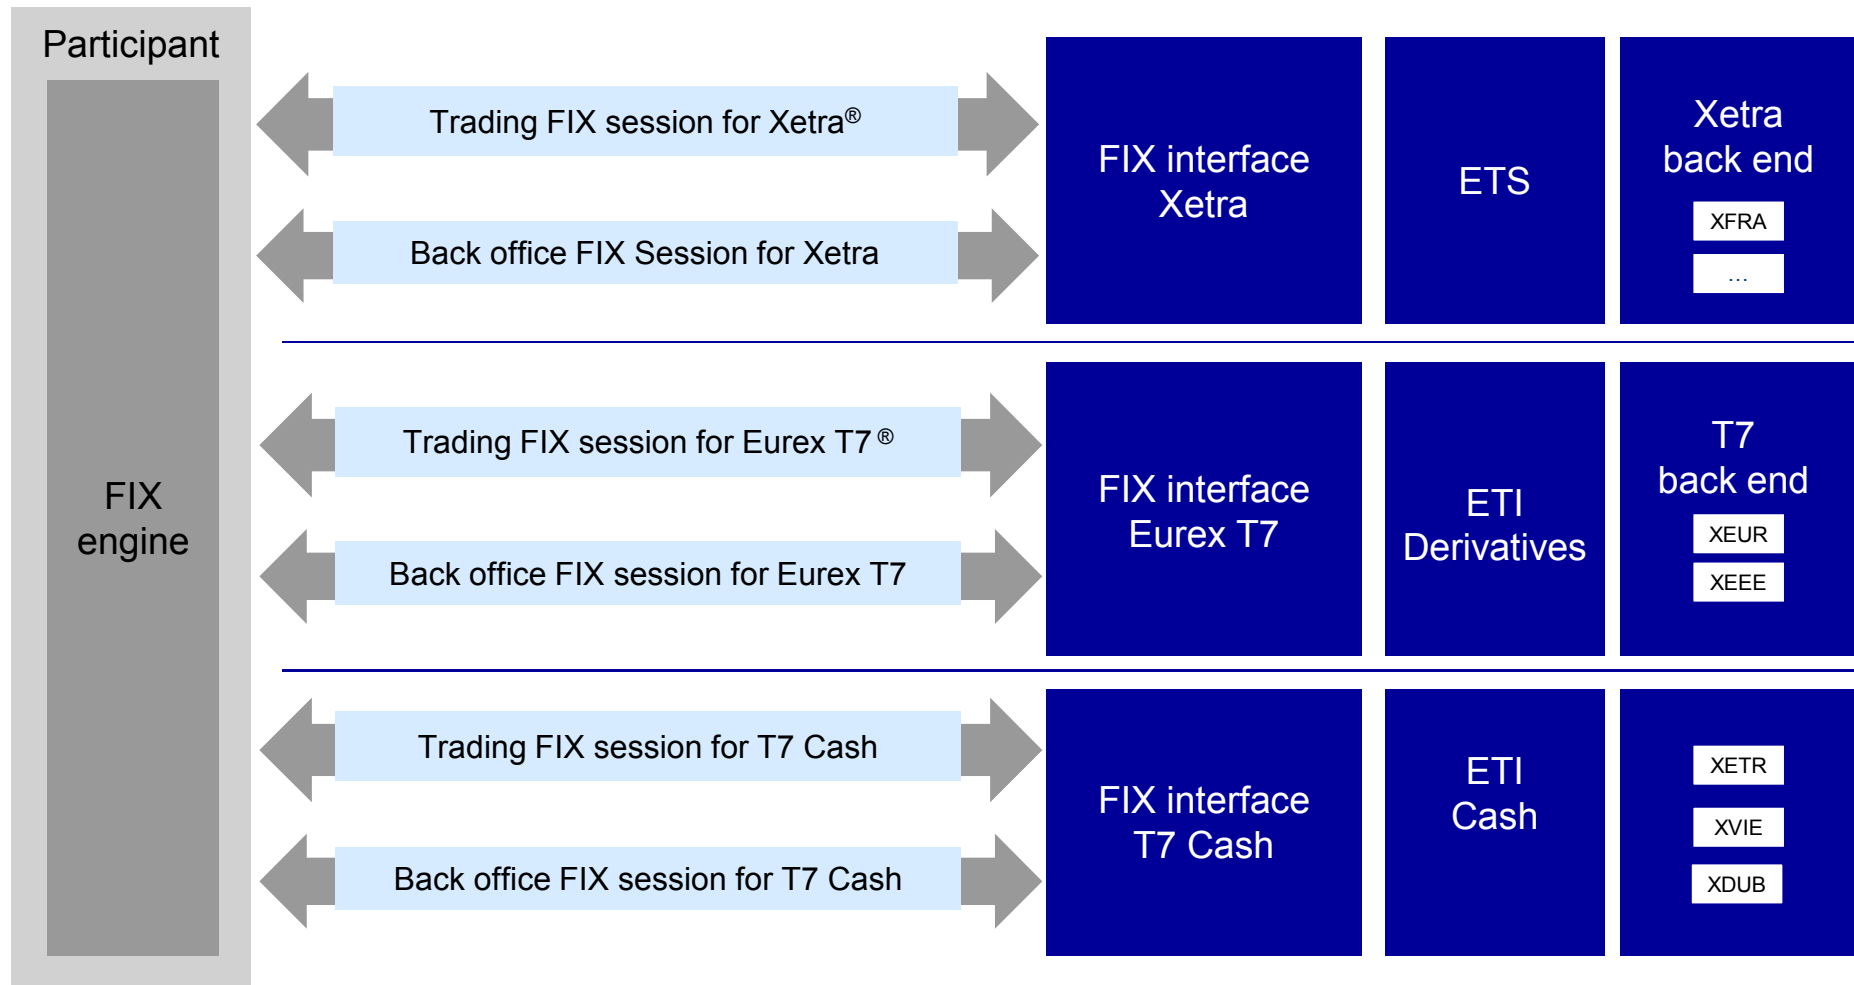 Participant
FIX
engine
Trading FIX session for Xetra®
Back office FIX Session for Xetra
FIX interface
Xetra
ETS
Xetra
back end
XFRA
...
Trading FIX session for Eurex T7 ®
Back office FIX session for Eurex T7
FIX interface
Eurex T7
ETI
Derivatives
T7
back end
XEUR
XEEE
Trading FIX session for T7 Cash
Back office FIX session for T7 Cash
FIX interface
T7 Cash
ETI
Cash
XETR
XVIE
XDUB